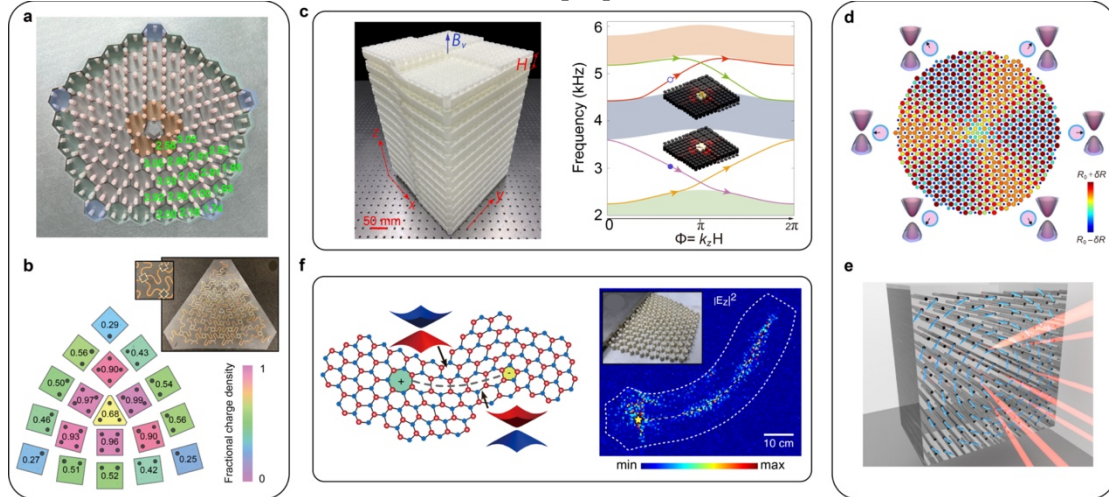 a
b
0.29
0.56
0.43
0.90
0.50
0.54
0.97
0.99
0.68
0.46
0.56
0.93
0.90
0.96
0.27
0.25
0.51
0.42
0.52
Fractional charge density
1
0
c
Bv
H
z
x
y
50 mm
Frequency (kHz)
6
5
4
3
2
0
π
2π
Φ= kzH
f
+
-
|Ez|²
10 cm
min
max
d
R₀ + δR
R₀ − δR
e